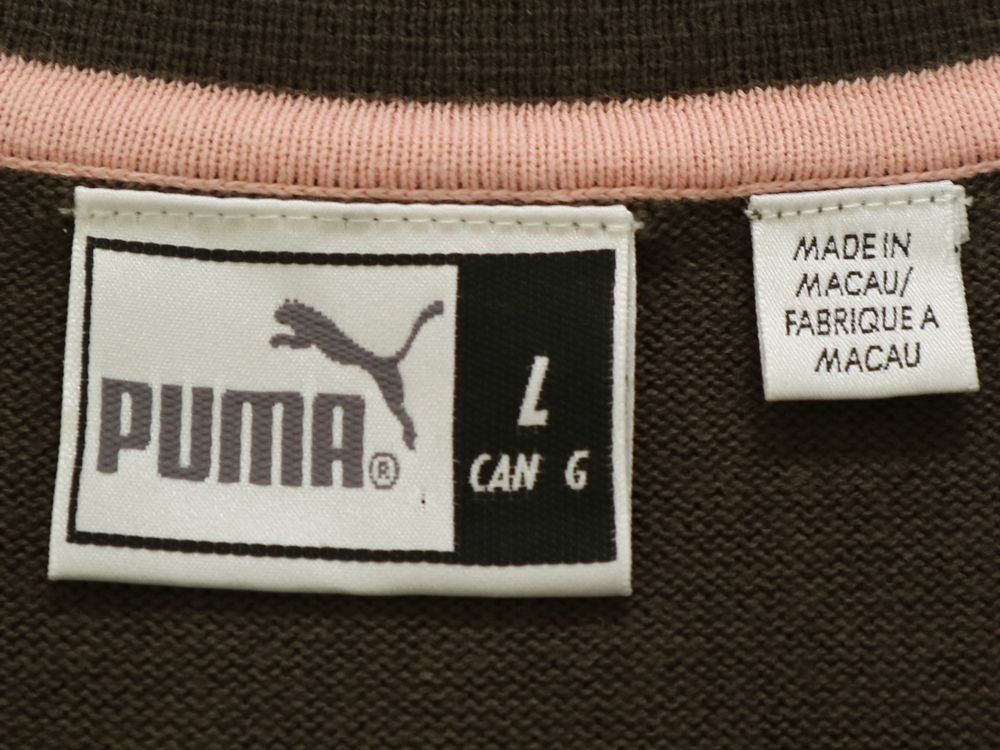 PUMA®
L
CAN G
MADE IN
MACAU/
FABRIQUE A
MACAU